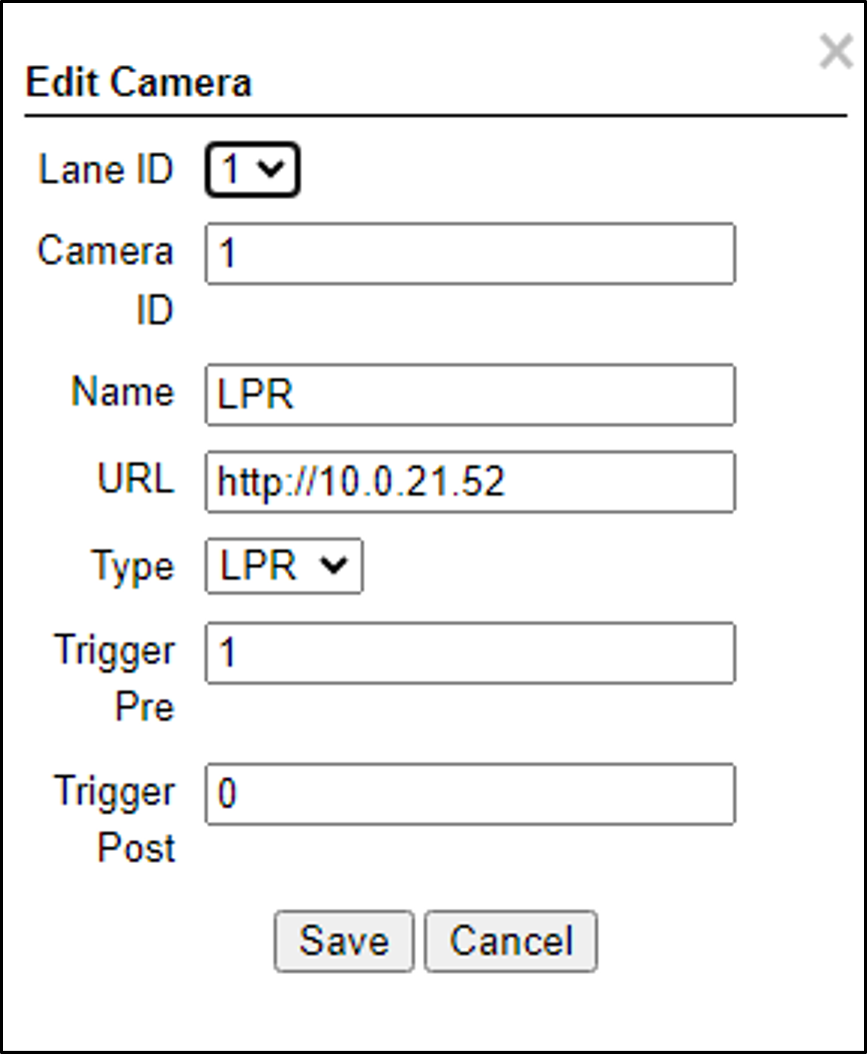 Edit Camera
Lane ID 1
Camera ID 1
Name LPR
URL http://10.0.21.52
Type LPR
Trigger Pre 1
Trigger Post 0
Save Cancel